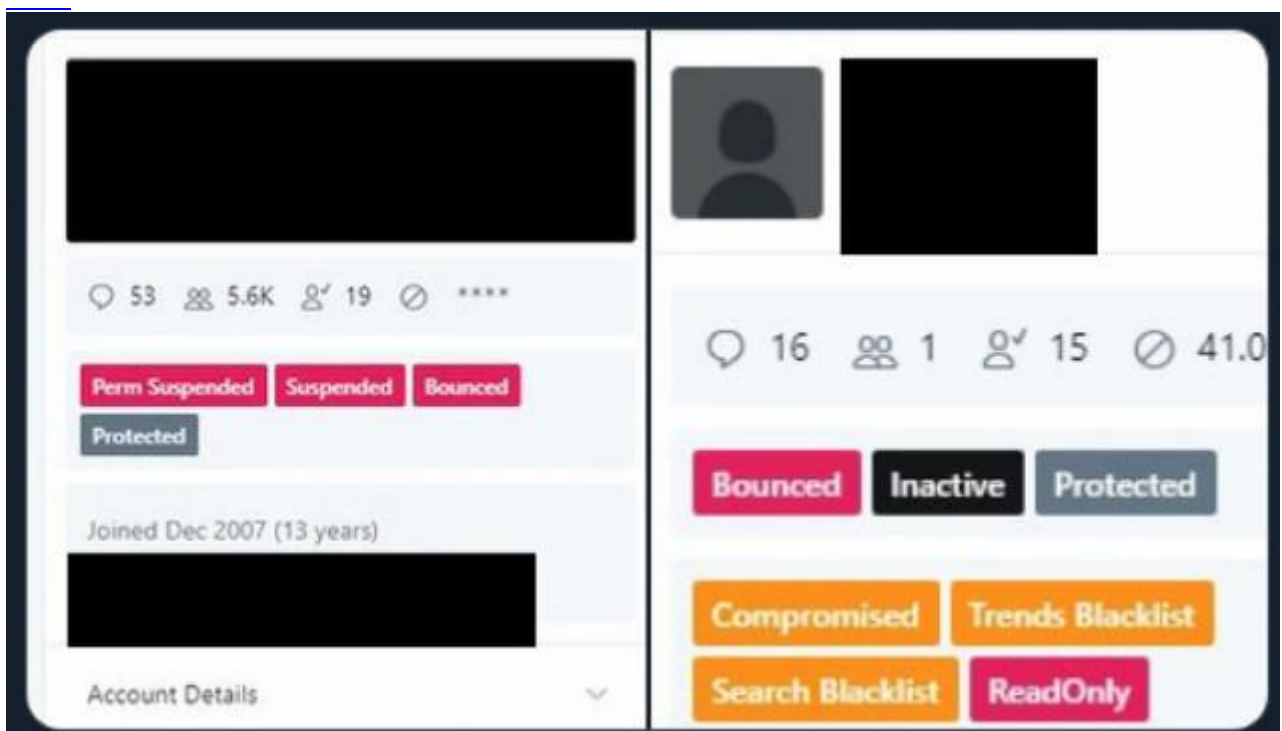 53 5.6K 19 ****
Perm Suspended Suspended Bounced
Protected
Joined Dec 2007 (13 years)
Account Details
16 1 15 41.0
Bounced Inactive Protected
Compromised Trends Blacklist
Search Blacklist ReadOnly